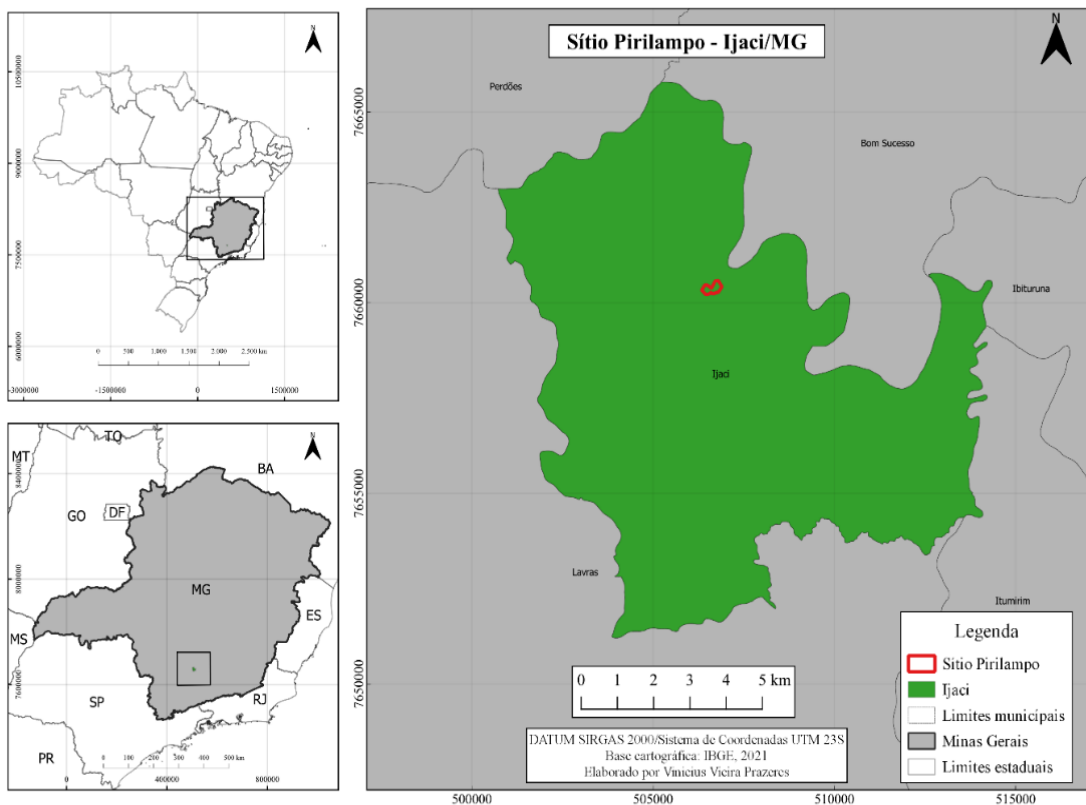 N
10500000
9000000
7500000
6000000
0 500 1,000 1,500 2,000 2,500 km
-3000000 -1500000 0 1500000
N
TO
MT
BA
8400000
GO
DF
8000000
MG
ES
MS
7600000
SP
RJ
PR
0 100 200 300 400 500 km
0 400000 800000
Sítio Pirilampo - Ijaci/MG
N
Perdões
7665000
Bom Sucesso
Ibituruna
7660000
Ijaci
7655000
Lavras
Itumirim
7650000
0 1 2 3 4 5 km
DATUM SIRGAS 2000/Sistema de Coordenadas UTM 23S
Base cartográfica: IBGE, 2021
Elaborado por Vinicius Vieira Prazeres
Legenda
Sitio Pirilampo
Ijaci
Limites municipais
Minas Gerais
Limites estaduais
500000 505000 510000 515000